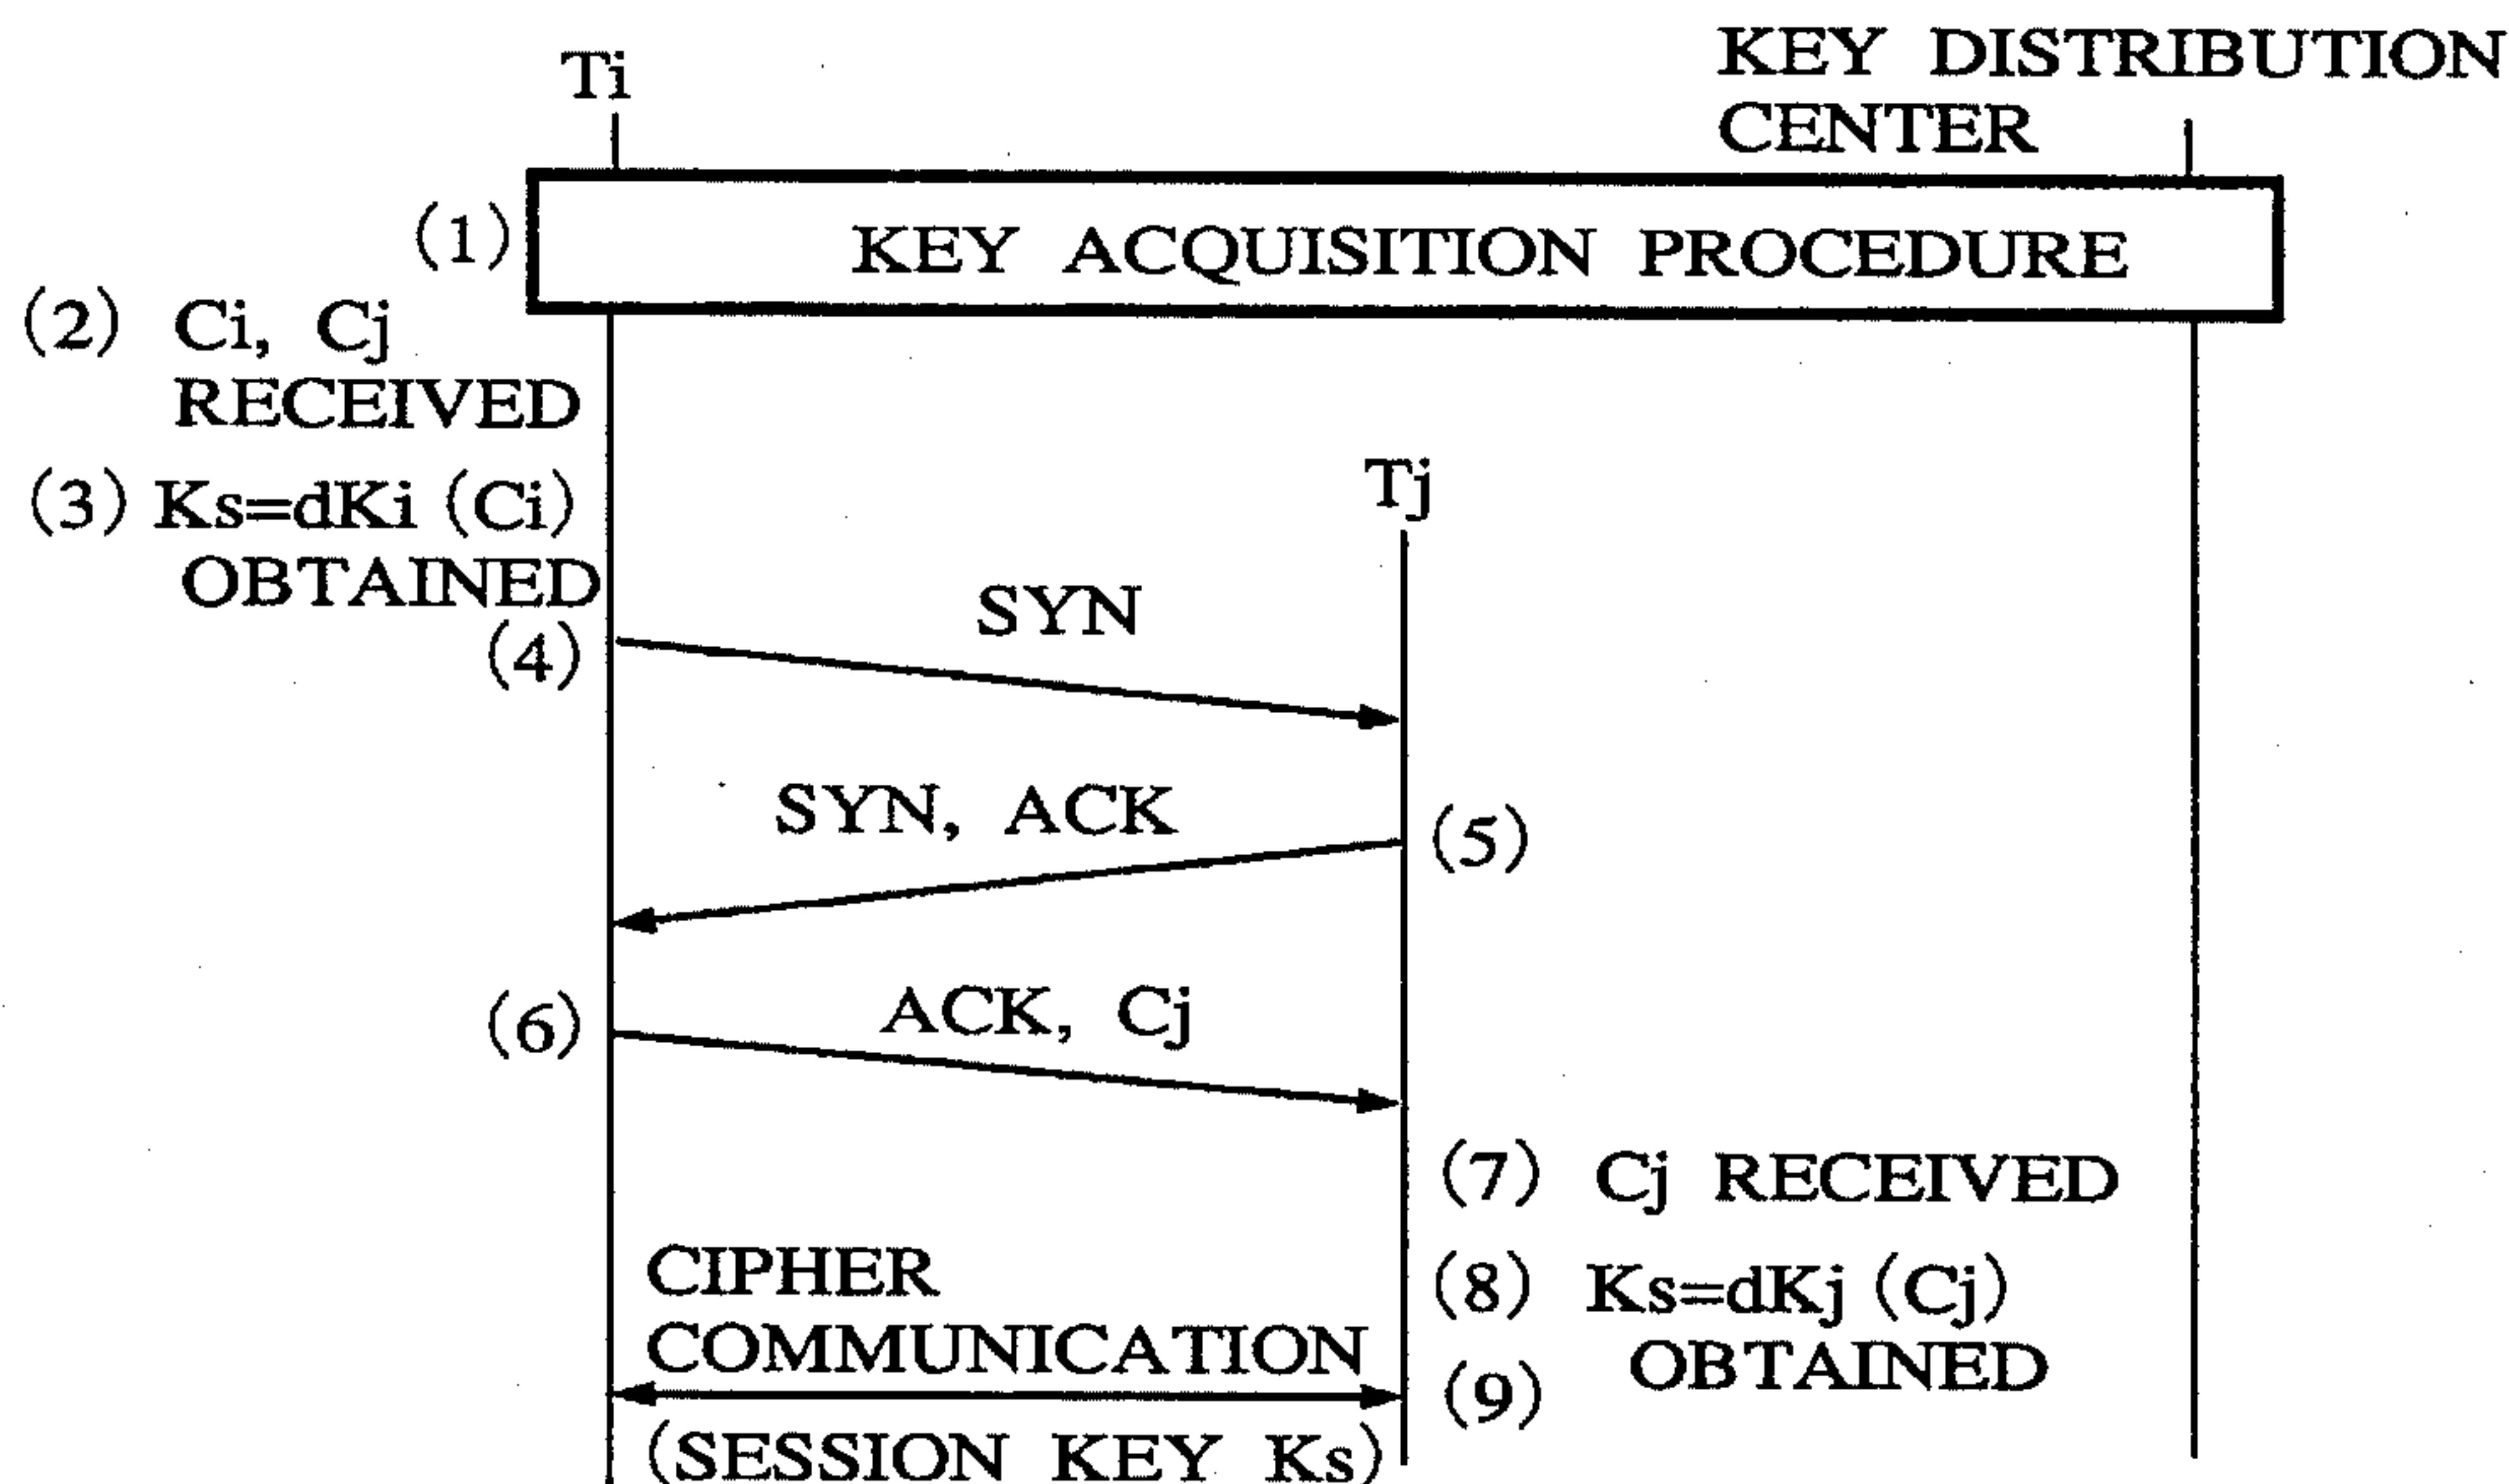 Ti
KEY DISTRIBUTION
CENTER
(1)
KEY ACQUISITION PROCEDURE
(2) Ci, Cj
RECEIVED
(3) Ks=dKi (Ci)
OBTAINED
Tj
SYN
(4)
SYN, ACK
(5)
ACK, Cj
(6)
(7) Cj RECEIVED
CIPHER
COMMUNICATION
(8) Ks=dKj (Cj)
OBTAINED
(9)
(SESSION KEY Ks)